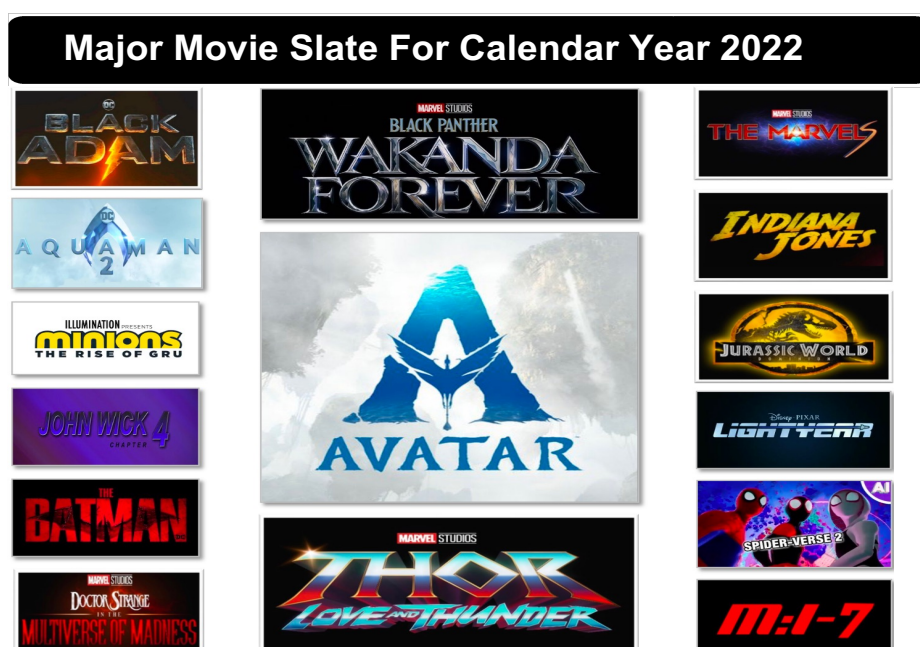 Major Movie Slate For Calendar Year 2022
DC
BLACK
ADAM
DC
AQUAMAN
2
ILLUMINATION PRESENTS
minions
THE RISE OF GRU
JOHN WICK 4
CHAPTER
THE
BATMAN
MARVEL STUDIOS
DOCTOR STRANGE
IN THE
MULTIVERSE OF MADNESS
MARVEL STUDIOS
BLACK PANTHER
WAKANDA
FOREVER
AVATAR
MARVEL STUDIOS
THOR
LOVE AND THUNDER
MARVEL STUDIOS
THE MARVELS
INDIANA
JONES
JURASSIC WORLD
DOMINION
Disney PIXAR
LIGHTYEAR
AI
SPIDER-VERSE 2
M:I-7